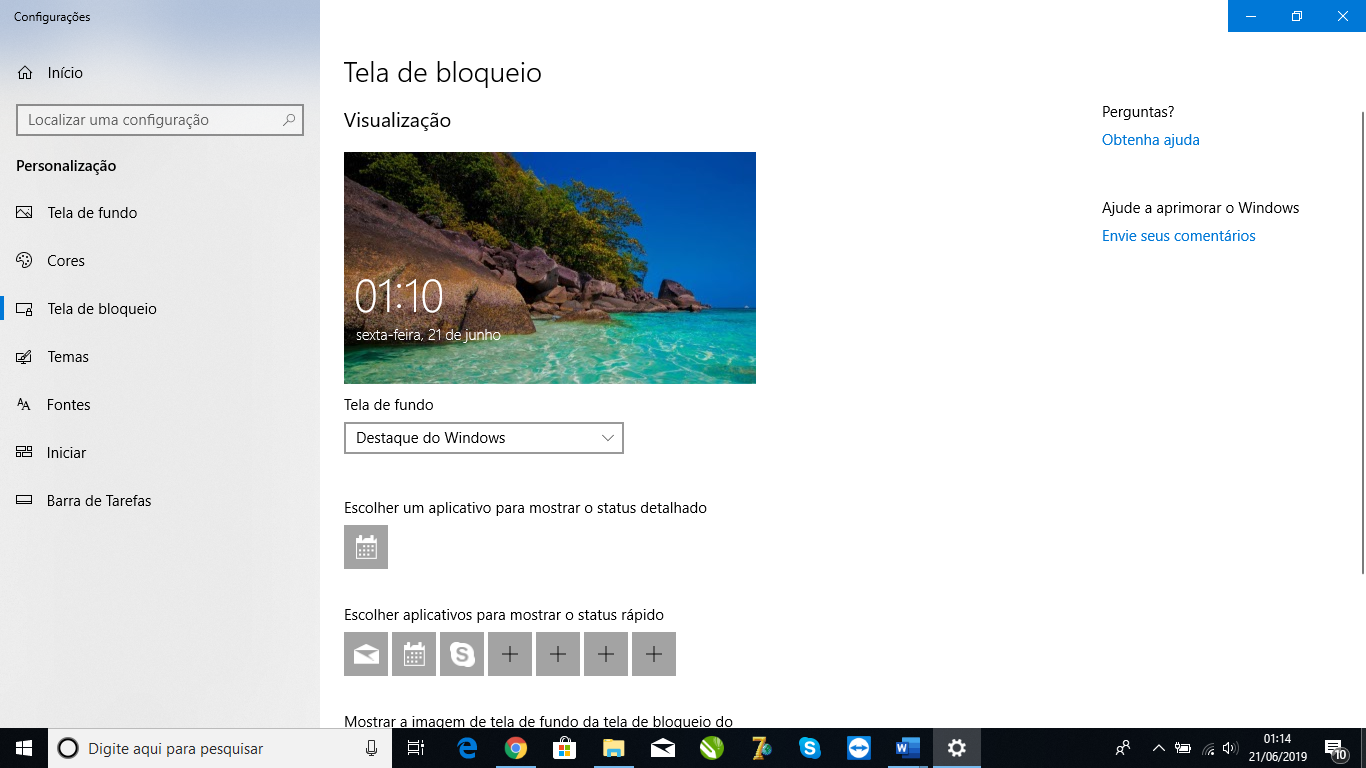 Configurações
Início
Localizar uma configuração
Personalização
Tela de fundo
Cores
Tela de bloqueio
Temas
Fontes
Iniciar
Barra de Tarefas
Tela de bloqueio
Visualização
01:10
sexta-feira, 21 de junho
Tela de fundo
Destaque do Windows
Escolher um aplicativo para mostrar o status detalhado
Escolher aplicativos para mostrar o status rápido
Mostrar a imagem de tela de fundo da tela de bloqueio do
Perguntas?
Obtenha ajuda
Ajude a aprimorar o Windows
Envie seus comentários
Digite aqui para pesquisar
01:14
21/06/2019
10